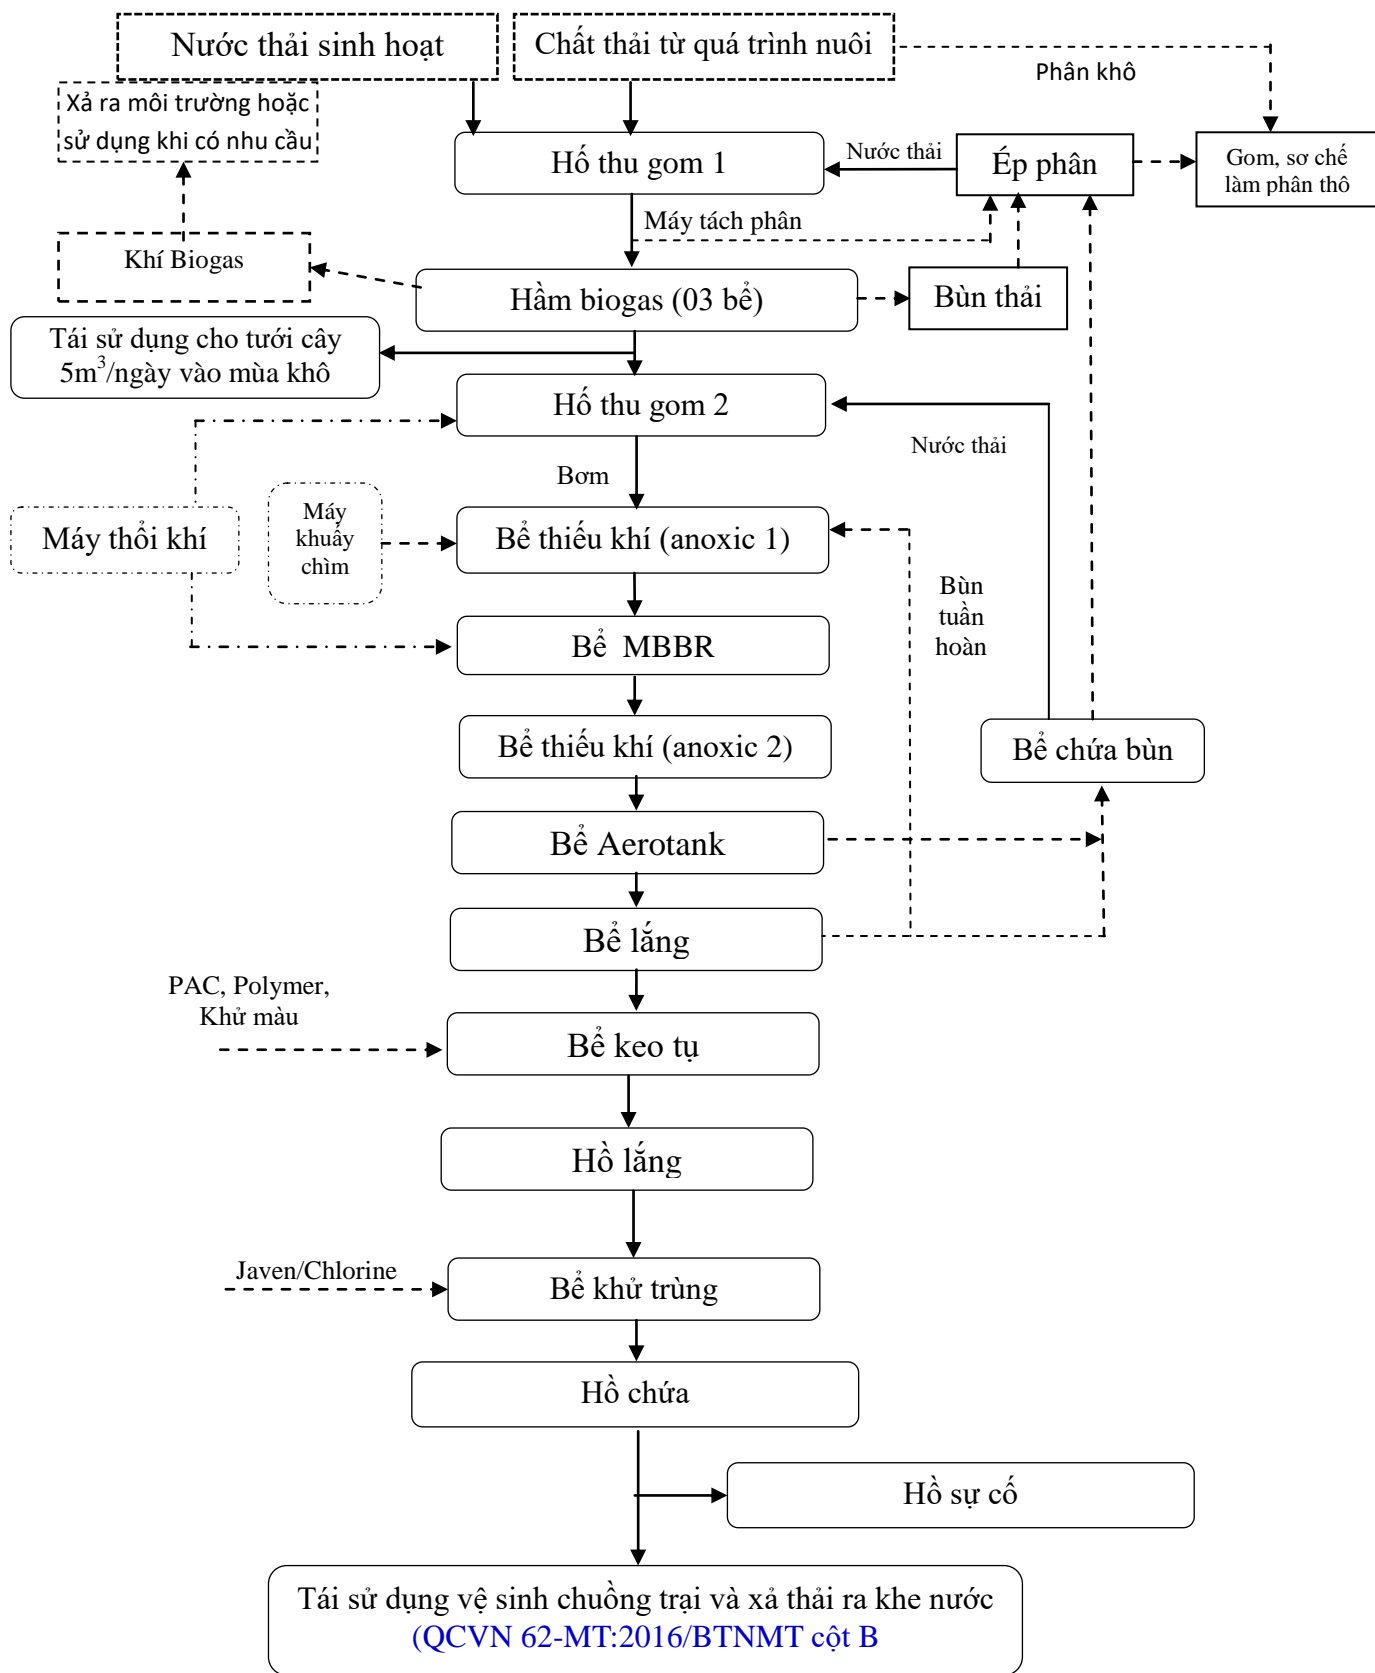 Nước thải sinh hoạt
Chất thải từ quá trình nuôi
Phân khô
Xả ra môi trường hoặc
sử dụng khi có nhu cầu
Hố thu gom 1
Nước thải
Ép phân
Gom, sơ chế
làm phân thô
Máy tách phân
Khí Biogas
Hầm biogas (03 bể)
Bùn thải
Tái sử dụng cho tưới cây
5m³/ngày vào mùa khô
Hố thu gom 2
Nước thải
Bơm
Máy thổi khí
Máy
khuấy
chìm
Bể thiếu khí (anoxic 1)
Bùn
tuần
hoàn
Bể MBBR
Bể thiếu khí (anoxic 2)
Bể chứa bùn
Bể Aerotank
Bể lắng
PAC, Polymer,
Khử màu
Bể keo tụ
Hồ lắng
Javen/Chlorine
Bể khử trùng
Hồ chứa
Hồ sự cố
Tái sử dụng vệ sinh chuồng trại và xả thải ra khe nước
(QCVN 62-MT:2016/BTNMT cột B